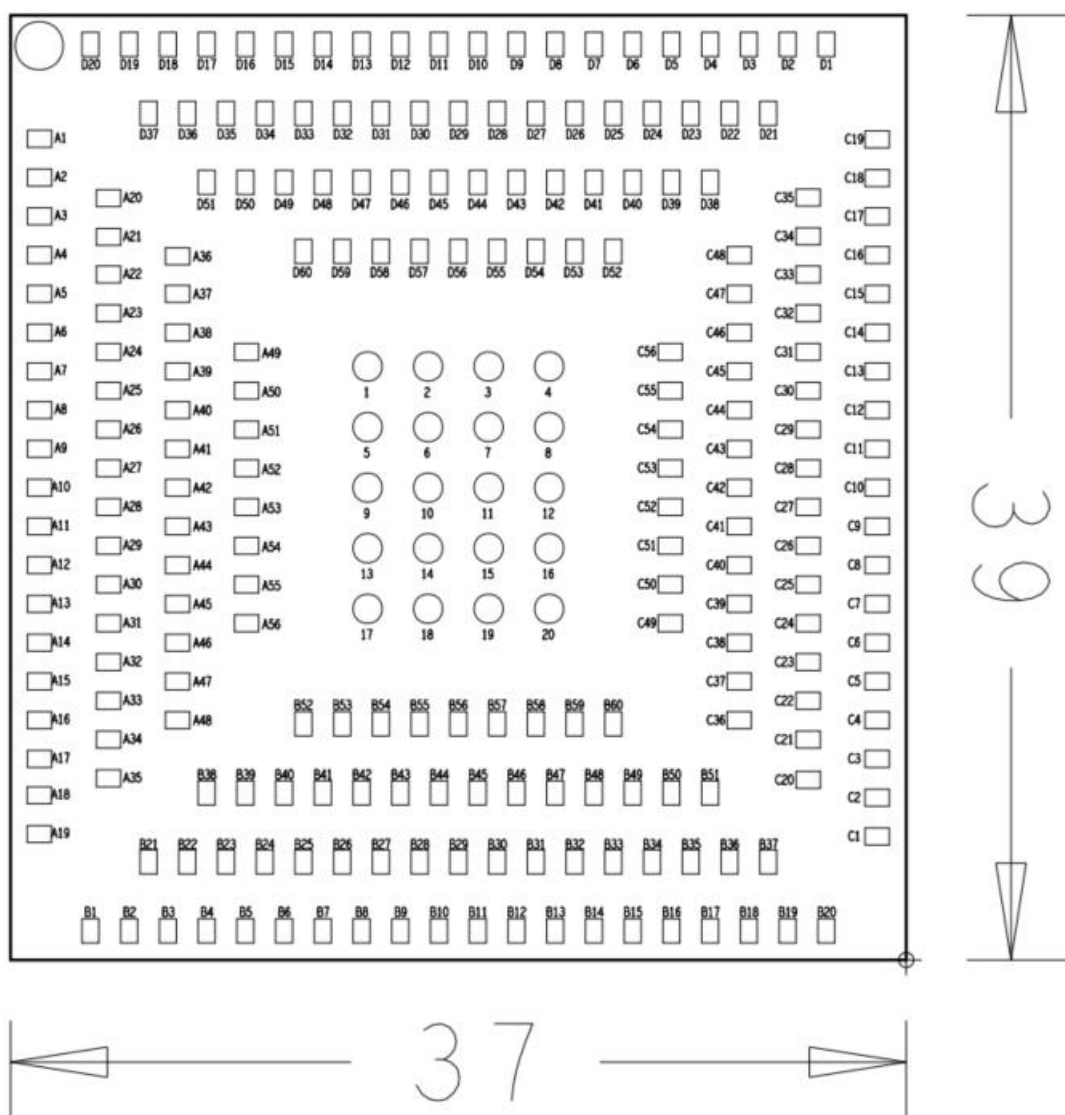 D20 D19 D18 D17 D16 D15 D14 D13 D12 D11 D10 D9 D8 D7 D6 D5 D4 D3 D2 D1
D37 D36 D35 D34 D33 D32 D31 D30 D29 D28 D27 D26 D25 D24 D23 D22 D21
A1 C19
A2 C18
A20 C35
D51 D50 D49 D48 D47 D46 D45 D44 D43 D42 D41 D40 D39 D38
A3 C17
A21 C34
A4 A36 C48 C16
D60 D59 D58 D57 D56 D55 D54 D53 D52
A22 C33
A5 A37 C47 C15
A23 C32
A6 A38 C46 C14
A24 A49 C56 C31
A7 A39 C45 C13
A25 A50 C55 C30
1 2 3 4
A8 A40 C44 C12
A26 A51 C54 C29
A9 A41 C43 C11
5 6 7 8
A27 A52 C53 C28
A10 A42 C42 C10
A28 A53 C52 C27
9 10 11 12
A11 A43 C41 C9
A29 A54 C51 C26
A12 A44 C40 C8
13 14 15 16
A30 A55 C50 C25
A13 A45 C39 C7
A31 A56 C49 C24
17 18 19 20
A14 A46 C38 C6
A32 C23
A15 A47 C37 C5
A33 C22
B52 B53 B54 B55 B56 B57 B58 B59 B60
A16 A48 C36 C4
A34 C21
A17 C3
B38 B39 B40 B41 B42 B43 B44 B45 B46 B47 B48 B49 B50 B51
A35 C20
A18 C2
A19 C1
B21 B22 B23 B24 B25 B26 B27 B28 B29 B30 B31 B32 B33 B34 B35 B36 B37
B1 B2 B3 B4 B5 B6 B7 B8 B9 B10 B11 B12 B13 B14 B15 B16 B17 B18 B19 B20
39
37